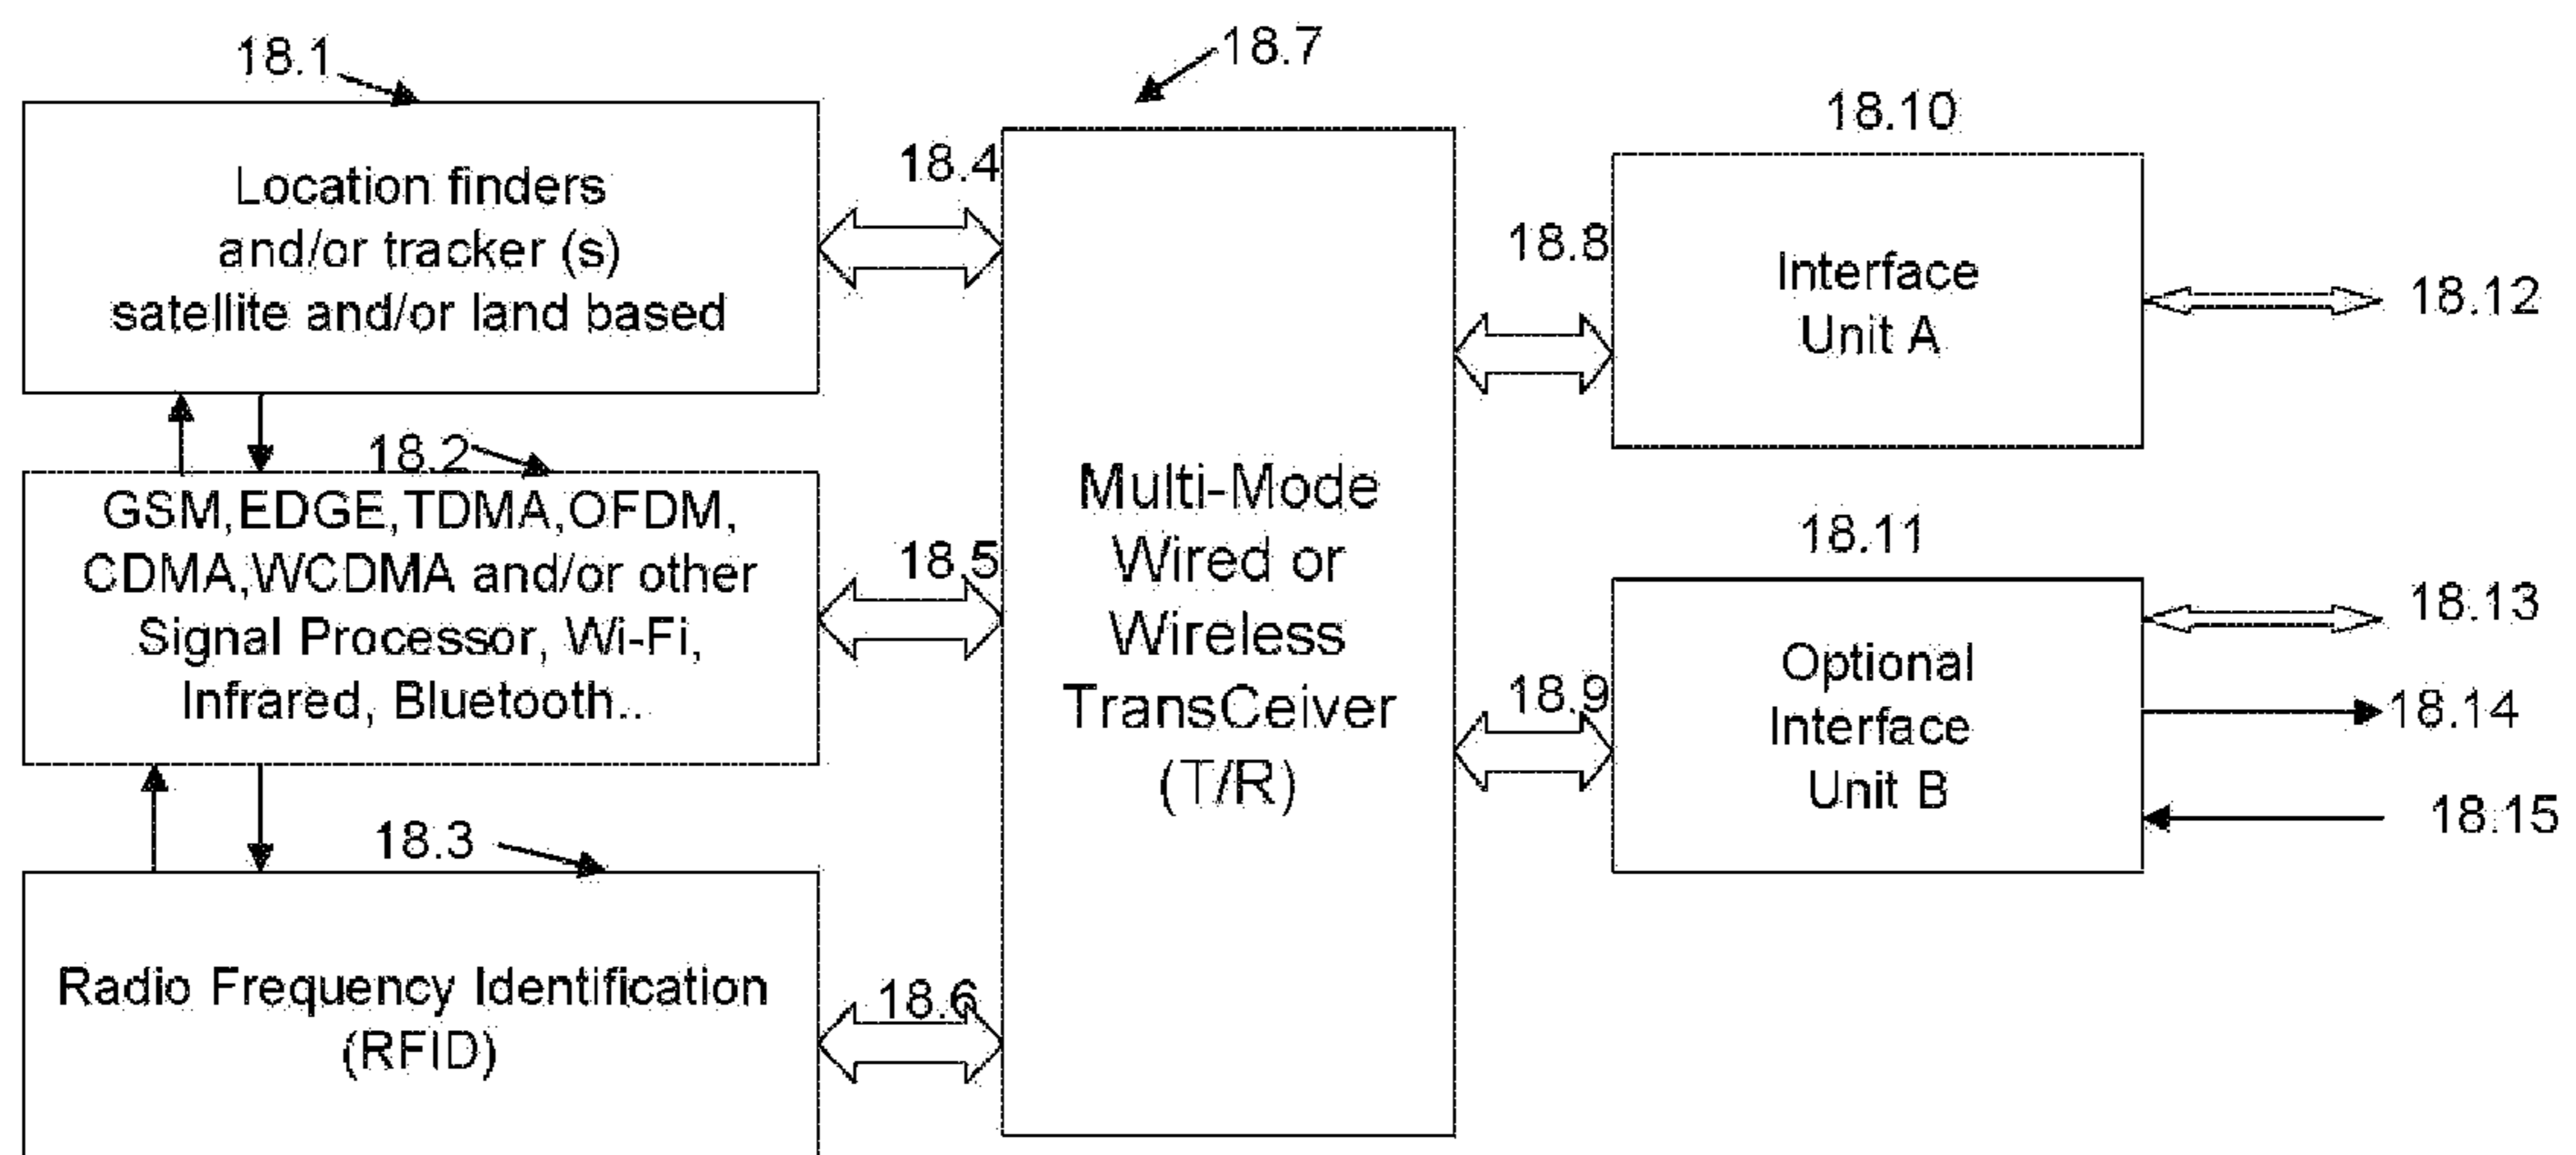 18.1
Location finders
and/or tracker (s)
satellite and/or land based
18.2
GSM,EDGE,TDMA,OFDM,
CDMA,WCDMA and/or other
Signal Processor, Wi-Fi,
Infrared, Bluetooth..
18.3
Radio Frequency Identification
(RFID)
18.4
18.5
18.6
18.7
Multi-Mode
Wired or
Wireless
TransCeiver
(T/R)
18.8
18.9
18.10
Interface
Unit A
18.11
Optional
Interface
Unit B
18.12
18.13
18.14
18.15